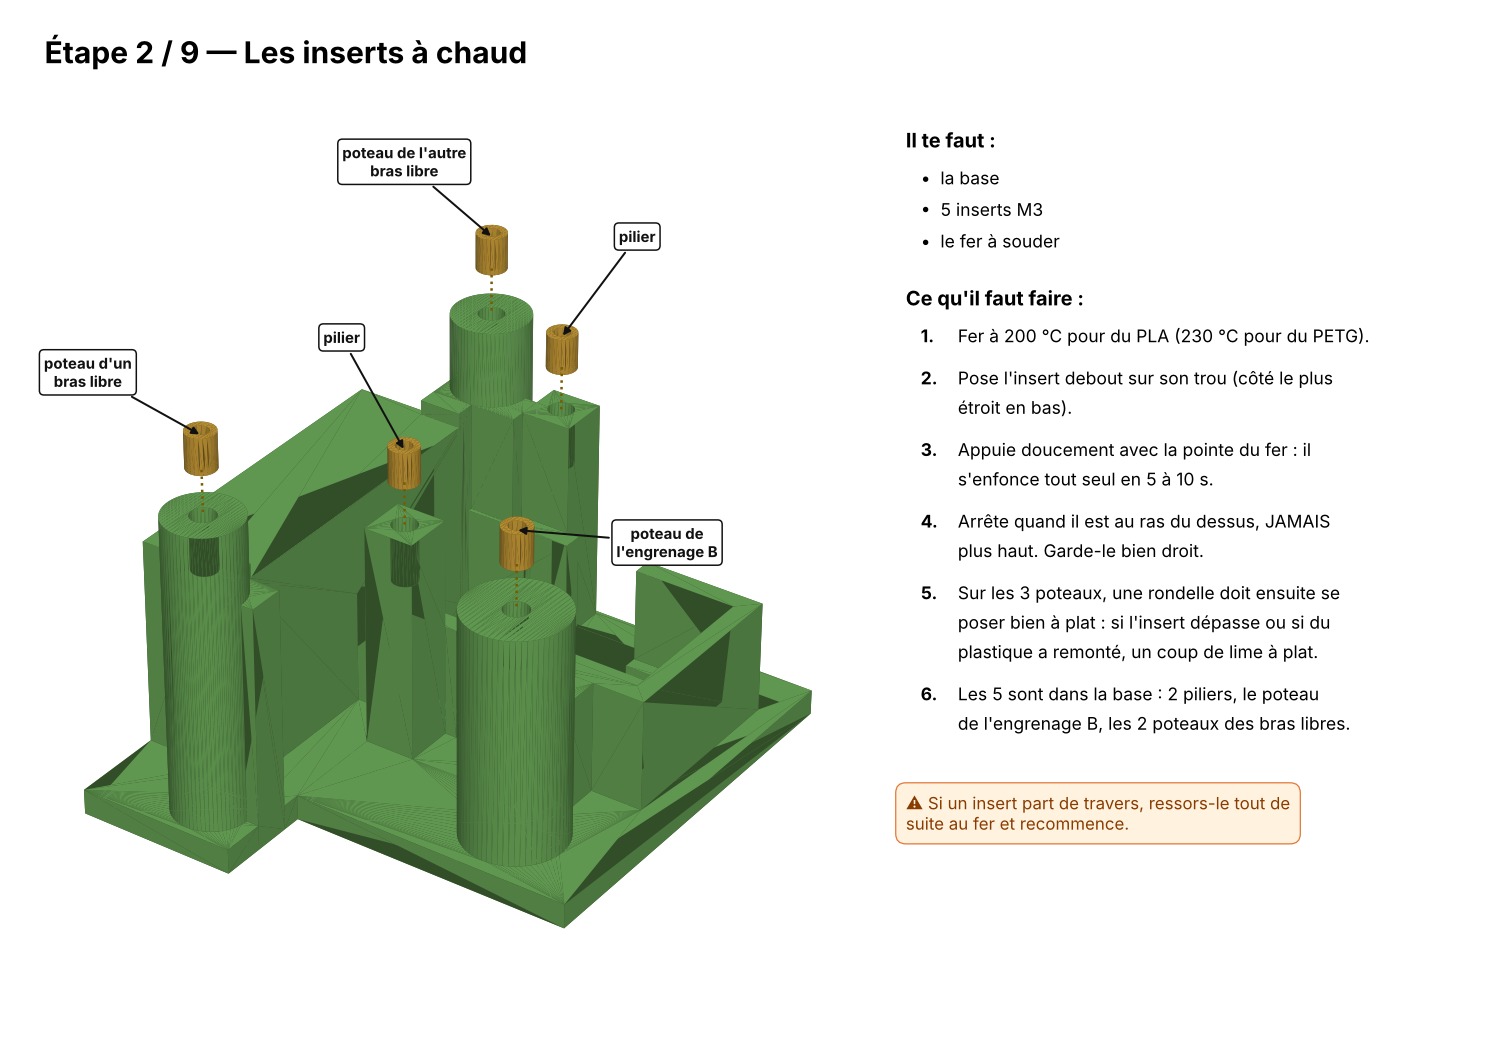 Étape 2 / 9 — Les inserts à chaud
poteau de l'autre
bras libre
pilier
pilier
poteau d'un
bras libre
poteau de
l'engrenage B
Il te faut :
• la base
• 5 inserts M3
• le fer à souder
Ce qu'il faut faire :
1. Fer à 200 °C pour du PLA (230 °C pour du PETG).
2. Pose l'insert debout sur son trou (côté le plus
étroit en bas).
3. Appuie doucement avec la pointe du fer : il
s'enfonce tout seul en 5 à 10 s.
4. Arrête quand il est au ras du dessus, JAMAIS
plus haut. Garde-le bien droit.
5. Sur les 3 poteaux, une rondelle doit ensuite se
poser bien à plat : si l'insert dépasse ou si du
plastique a remonté, un coup de lime à plat.
6. Les 5 sont dans la base : 2 piliers, le poteau
de l'engrenage B, les 2 poteaux des bras libres.
⚠ Si un insert part de travers, ressors-le tout de
suite au fer et recommence.